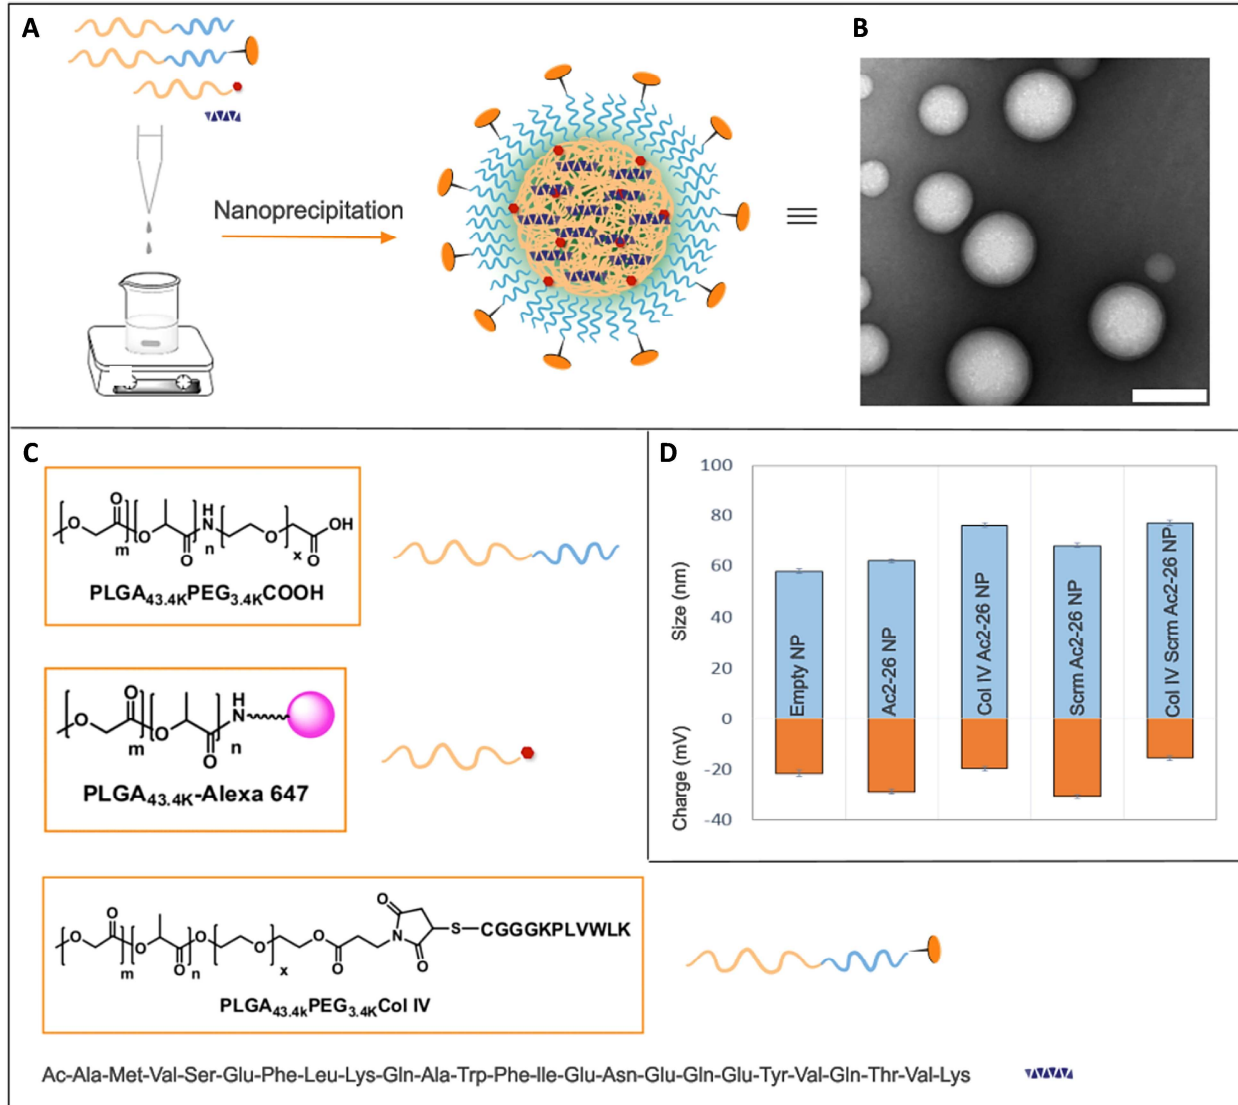 A
B
Nanoprecipitation
C
O
OH
H
N
O
O
O
O
O
m
n
x
PLGA43.4KPEG3.4KCOOH
O
H
N
O
O
O
m
n
PLGA43.4K-Alexa 647
O
O
O
O
O
O
O
O
O
N
O
S
CGGGKPLVWLK
m
n
x
PLGA43.4kPEG3.4KCol IV
Ac-Ala-Met-Val-Ser-Glu-Phe-Leu-Lys-Gln-Ala-Trp-Phe-Ile-Glu-Asn-Glu-Gln-Glu-Tyr-Val-Gln-Thr-Val-Lys
D
100
80
60
40
20
0
-20
-40
Size (nm)
Charge (mV)
Empty NP
Ac2-26 NP
Col IV Ac2-26 NP
Scrm Ac2-26 NP
Col IV Scrm Ac2-26 NP